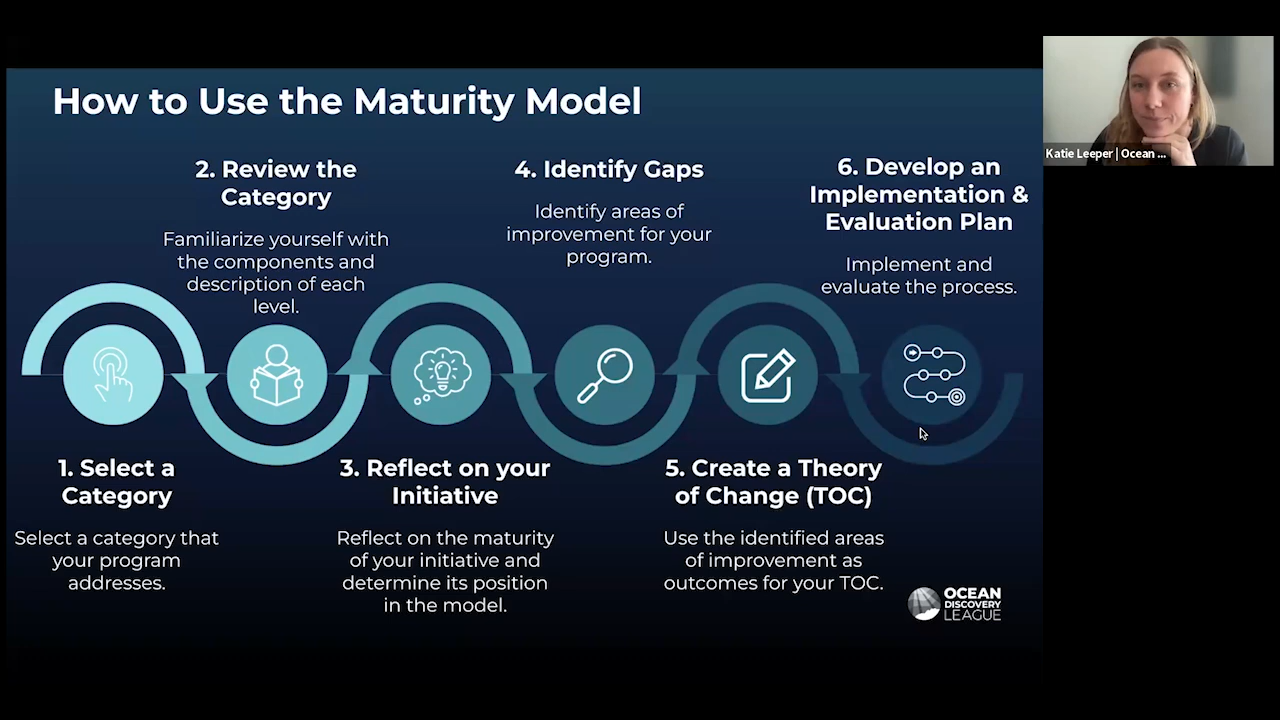 How to Use the Maturity Model
1. Select a
Category
Select a category that
your program
addresses.
2. Review the
Category
Familiarize yourself with
the components and
description of each
level.
3. Reflect on your
Initiative
Reflect on the maturity
of your initiative and
determine its position
in the model.
4. Identify Gaps
Identify areas of
improvement for your
program.
5. Create a Theory
of Change (TOC)
Use the identified areas
of improvement as
outcomes for your TOC.
6. Develop an
Implementation &
Evaluation Plan
Implement and
evaluate the process.
OCEAN
DISCOVERY
LEAGUE
Katie Leeper | Ocean ...